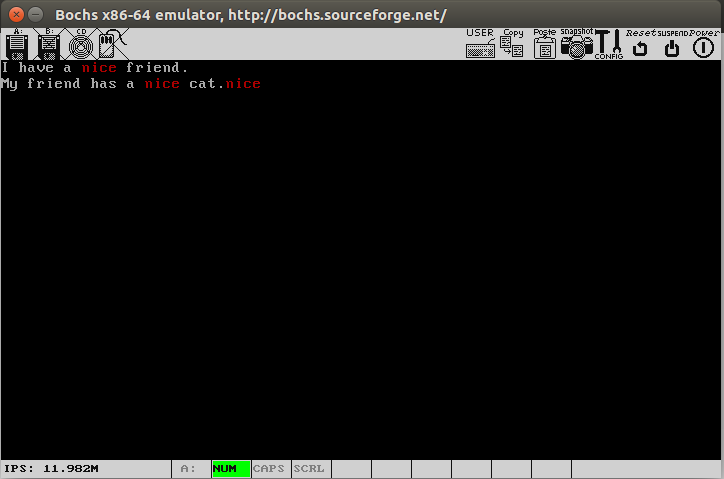 Bochs x86-64 emulator, http://bochs.sourceforge.net/
A: B: CD USER Copy Paste Snapshot CONFIG Reset SUSPEND Power
I have a nice friend.
My friend has a nice cat.nice
IPS: 11.982M A: NUM CAPS SCRL